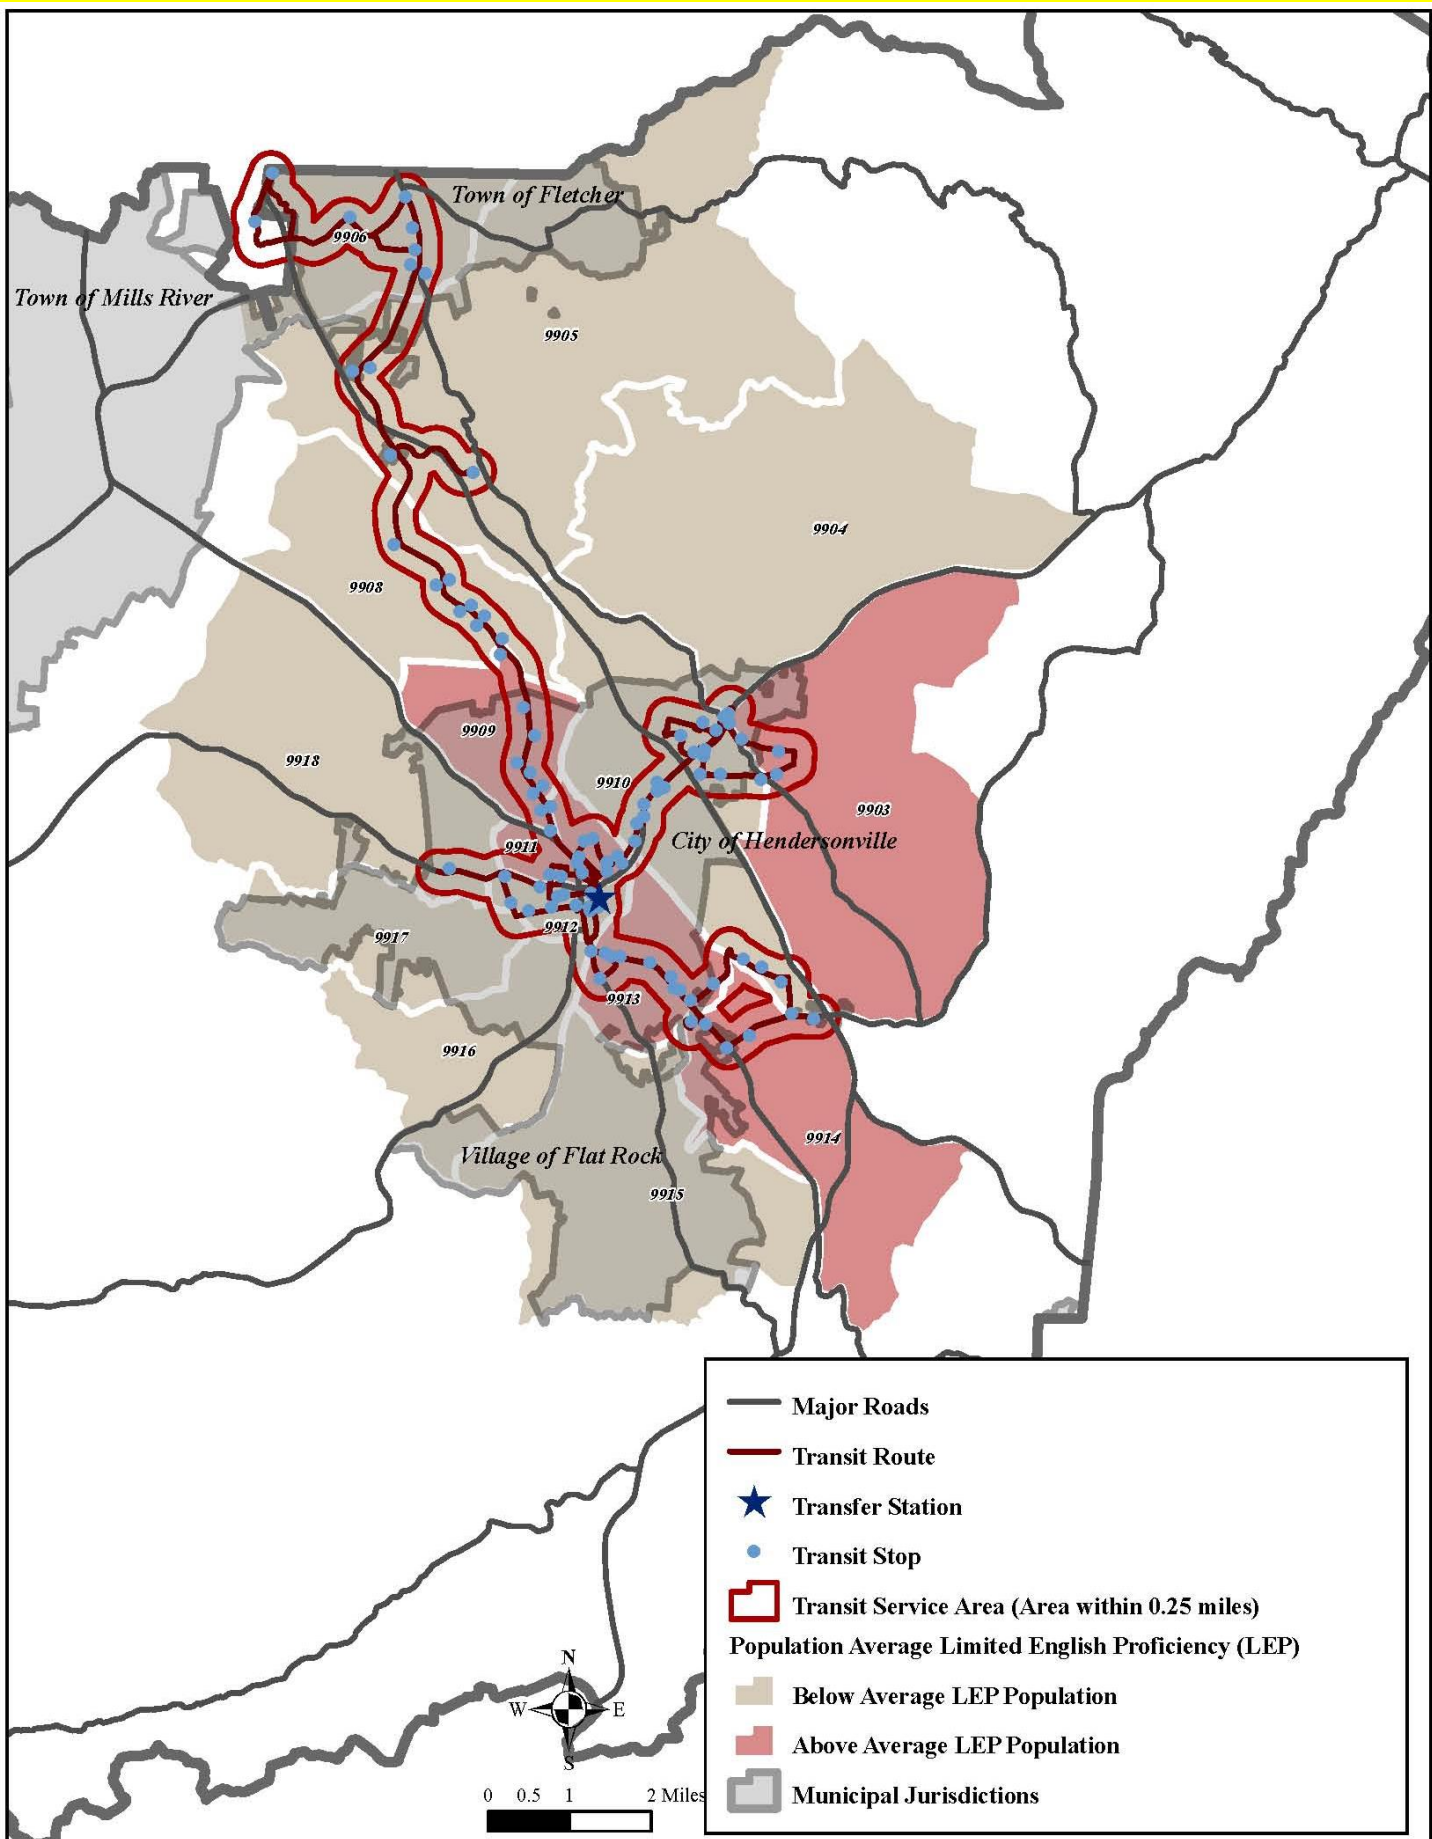 Town of Fletcher
9906
Town of Mills River
9905
9904
9908
9909
9918
9910
9903
City of Hendersonville
9911
9912
9917
9913
9916
9914
Village of Flat Rock
9915
Major Roads
Transit Route
Transfer Station
Transit Stop
Transit Service Area (Area within 0.25 miles)
Population Average Limited English Proficiency (LEP)
Below Average LEP Population
Above Average LEP Population
Municipal Jurisdictions
N
W E
S
0 0.5 1 2 Miles